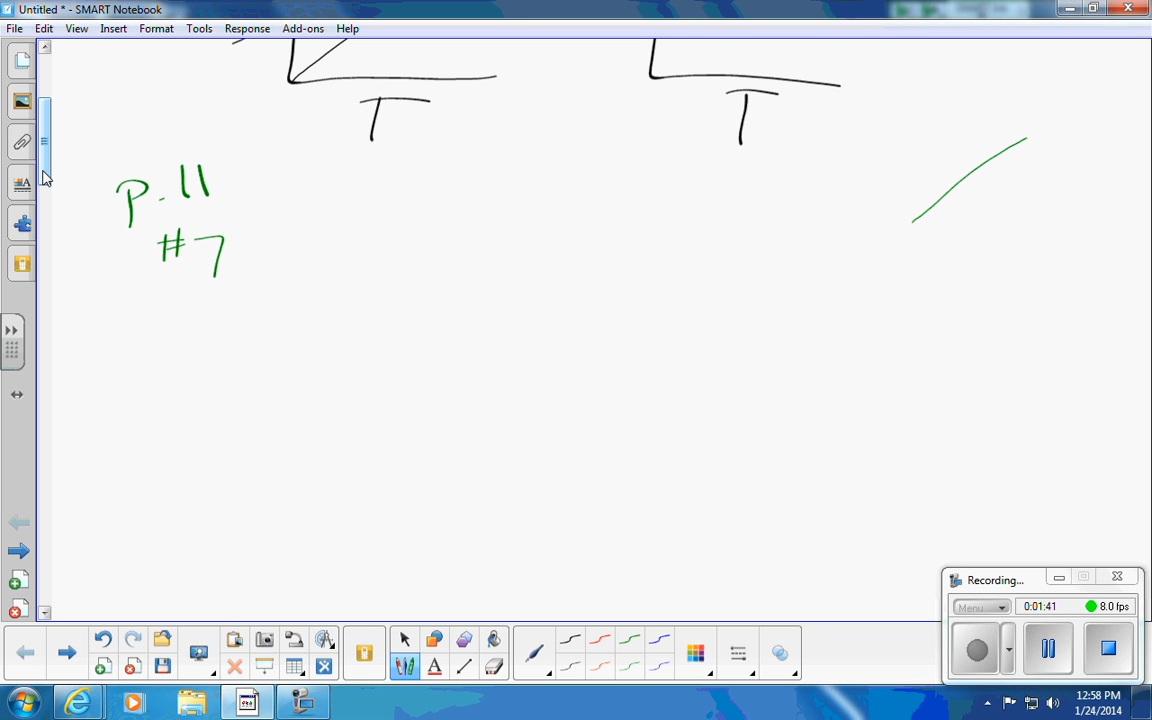 Untitled * - SMART Notebook
File Edit View Insert Format Tools Response Add-ons Help
T T
p. 11
#7
Recording...
Menu 0:01:41 8.0 fps
A
12:58 PM
1/24/2014